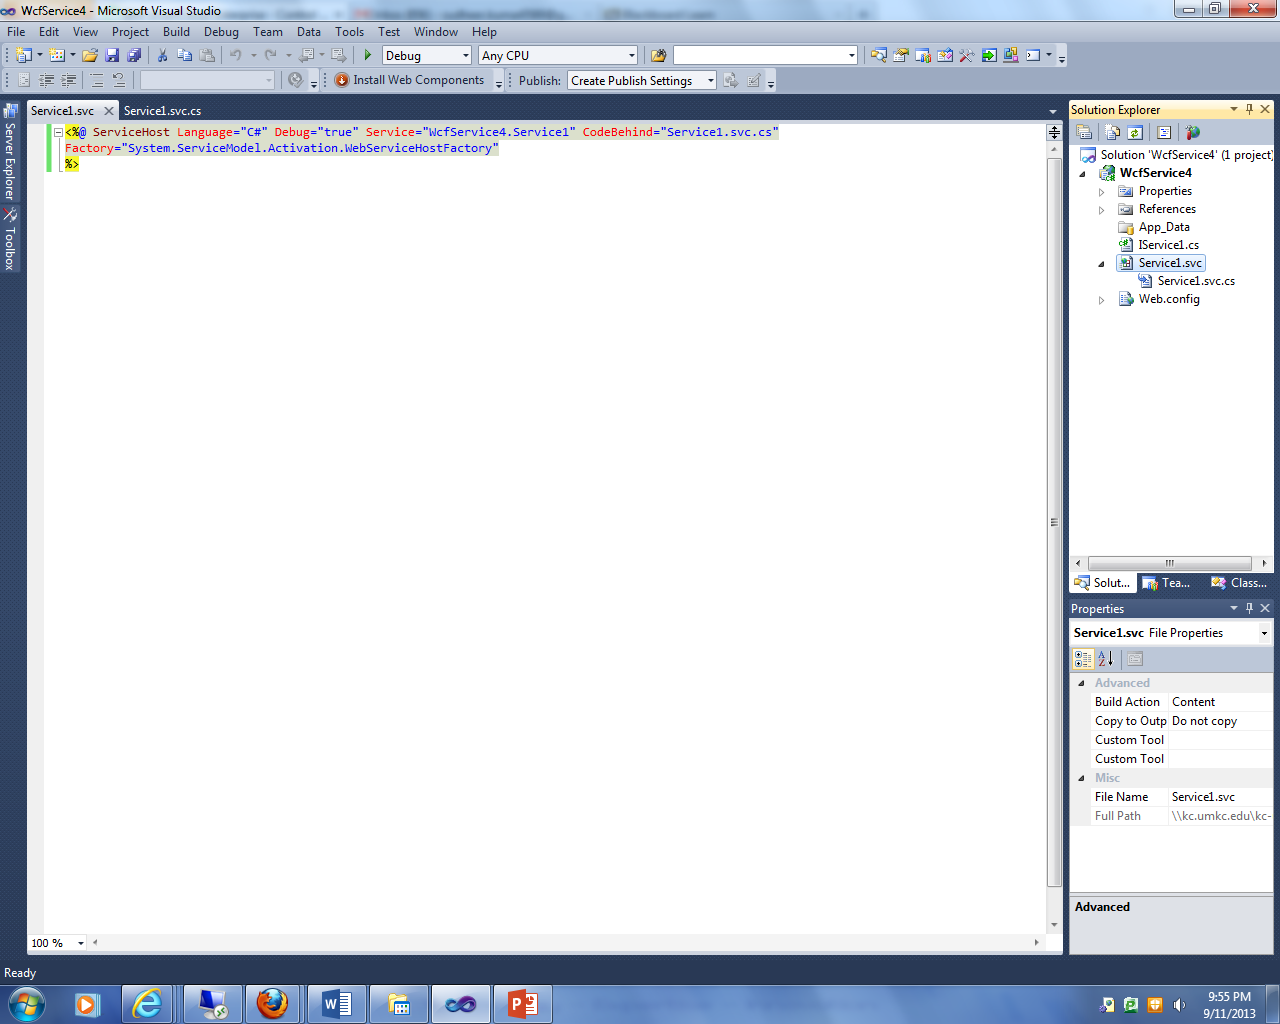 WcfService4 - Microsoft Visual Studio
File Edit View Project Build Debug Team Data Tools Test Window Help
Debug Any CPU
Install Web Components Publish: Create Publish Settings
Server Explorer
Toolbox
Service1.svc Service1.svc.cs
<%@ ServiceHost Language="C#" Debug="true" Service="WcfService4.Service1" CodeBehind="Service1.svc.cs"
Factory="System.ServiceModel.Activation.WebServiceHostFactory"
%>
100 %
Solution Explorer
Solution 'WcfService4' (1 project)
WcfService4
Properties
References
App_Data
IService1.cs
Service1.svc
Service1.svc.cs
Web.config
Solut... Tea... Class...
Properties
Service1.svc File Properties
Advanced
Build Action Content
Copy to Outp Do not copy
Custom Tool
Custom Tool
Misc
File Name Service1.svc
Full Path \\kc.umkc.edu\kc-
Advanced
Ready
9:55 PM
9/11/2013